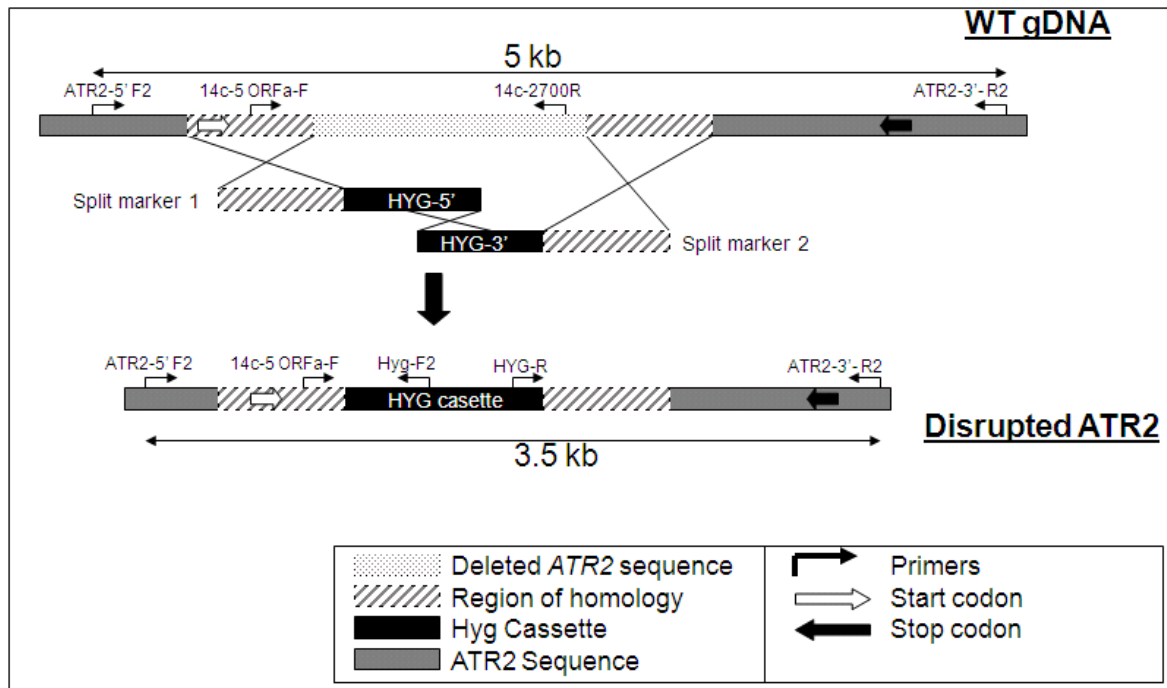 WT gDNA
5 kb
ATR2-5' F2
14c-5 ORFa-F
14c-2700R
ATR2-3'- R2
Split marker 1
HYG-5'
HYG-3'
Split marker 2
ATR2-5' F2
14c-5 ORFa-F
Hyg-F2
HYG-R
ATR2-3'-R2
HYG casette
Disrupted ATR2
3.5 kb
Deleted ATR2 sequence
Region of homology
Hyg Cassette
ATR2 Sequence
Primers
Start codon
Stop codon